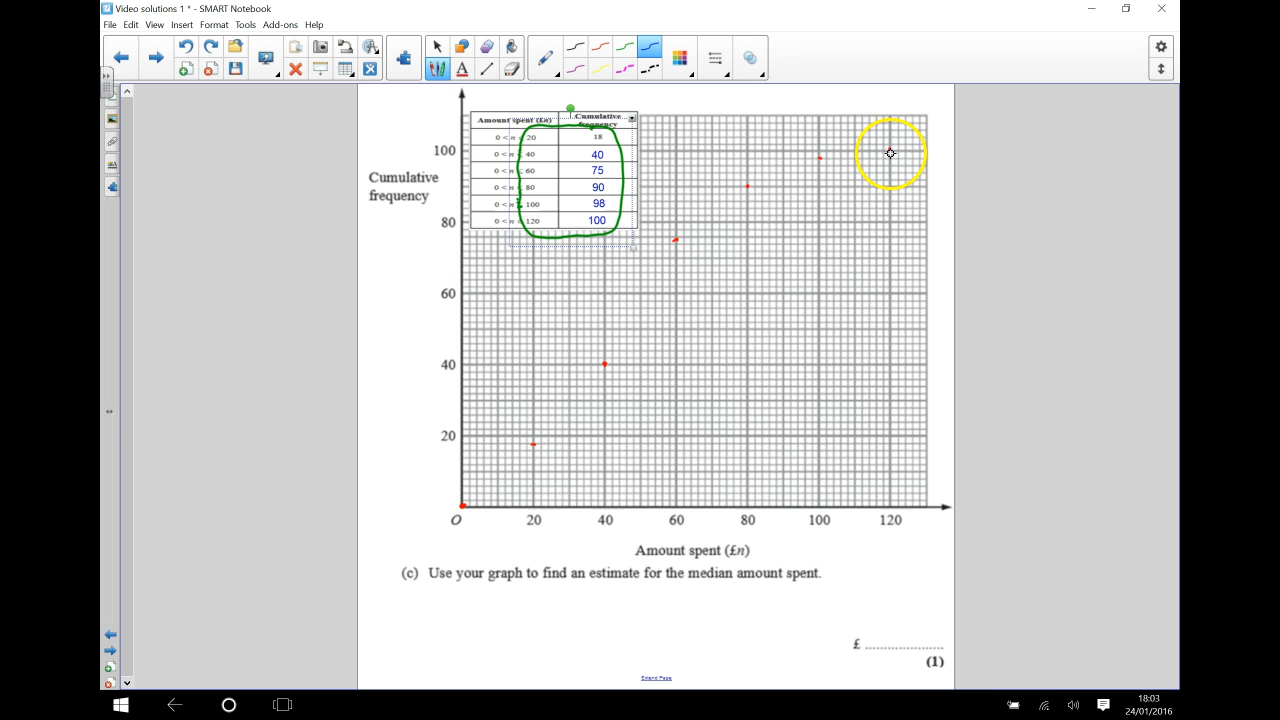 Video solutions 1 * - SMART Notebook
File Edit View Insert Format Tools Add-ons Help
Amount spent (£n) Cumulative frequency
0 < n ≤ 20 18
0 < n ≤ 40 40
0 < n ≤ 60 75
0 < n ≤ 80 90
0 < n ≤ 100 98
0 < n ≤ 120 100
Cumulative
frequency
100
80
60
40
20
O 20 40 60 80 100 120
Amount spent (£n)
(c) Use your graph to find an estimate for the median amount spent.
£ ......................
(1)
Extend Page
18:03
24/01/2016